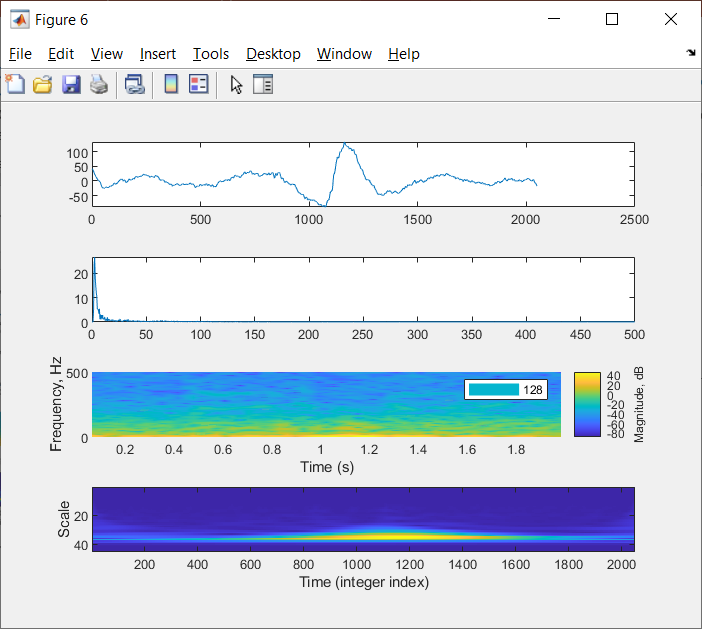 Figure 6
File Edit View Insert Tools Desktop Window Help
100
50
0
-50
0 500 1000 1500 2000 2500
20
10
0
0 50 100 150 200 250 300 350 400 450 500
Frequency, Hz
500
0
128
0.2 0.4 0.6 0.8 1 1.2 1.4 1.6 1.8
Time (s)
40
20
0
-20
-40
-60
-80
Magnitude, dB
Scale
20
40
200 400 600 800 1000 1200 1400 1600 1800 2000
Time (integer index)